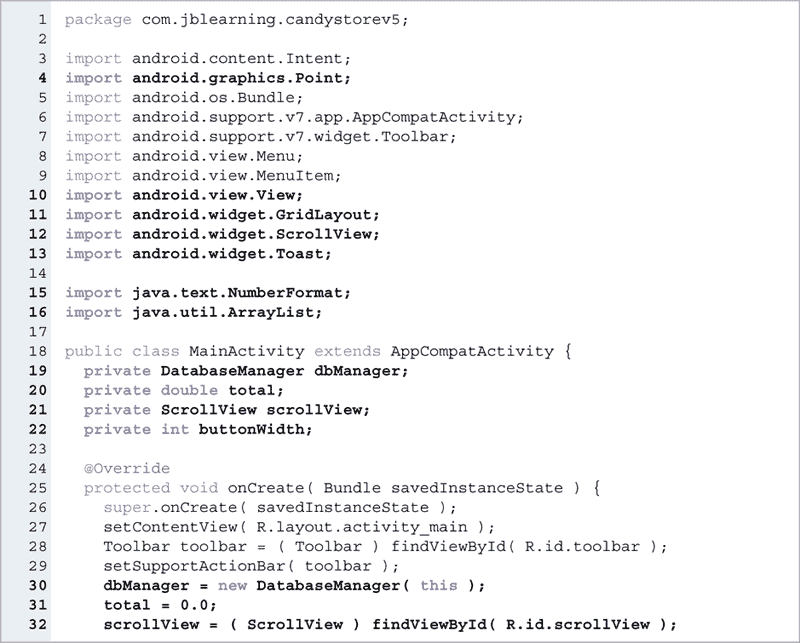 1 package com.jblearning.candystorev5;
2
3 import android.content.Intent;
4 import android.graphics.Point;
5 import android.os.Bundle;
6 import android.support.v7.app.AppCompatActivity;
7 import android.support.v7.widget.Toolbar;
8 import android.view.Menu;
9 import android.view.MenuItem;
10 import android.view.View;
11 import android.widget.GridLayout;
12 import android.widget.ScrollView;
13 import android.widget.Toast;
14
15 import java.text.NumberFormat;
16 import java.util.ArrayList;
17
18 public class MainActivity extends AppCompatActivity {
19   private DatabaseManager dbManager;
20   private double total;
21   private ScrollView scrollView;
22   private int buttonWidth;
23
24   @Override
25   protected void onCreate( Bundle savedInstanceState ) {
26     super.onCreate( savedInstanceState );
27     setContentView( R.layout.activity_main );
28     Toolbar toolbar = ( Toolbar ) findViewById( R.id.toolbar );
29     setSupportActionBar( toolbar );
30     dbManager = new DatabaseManager( this );
31     total = 0.0;
32     scrollView = ( ScrollView ) findViewById( R.id.scrollView );